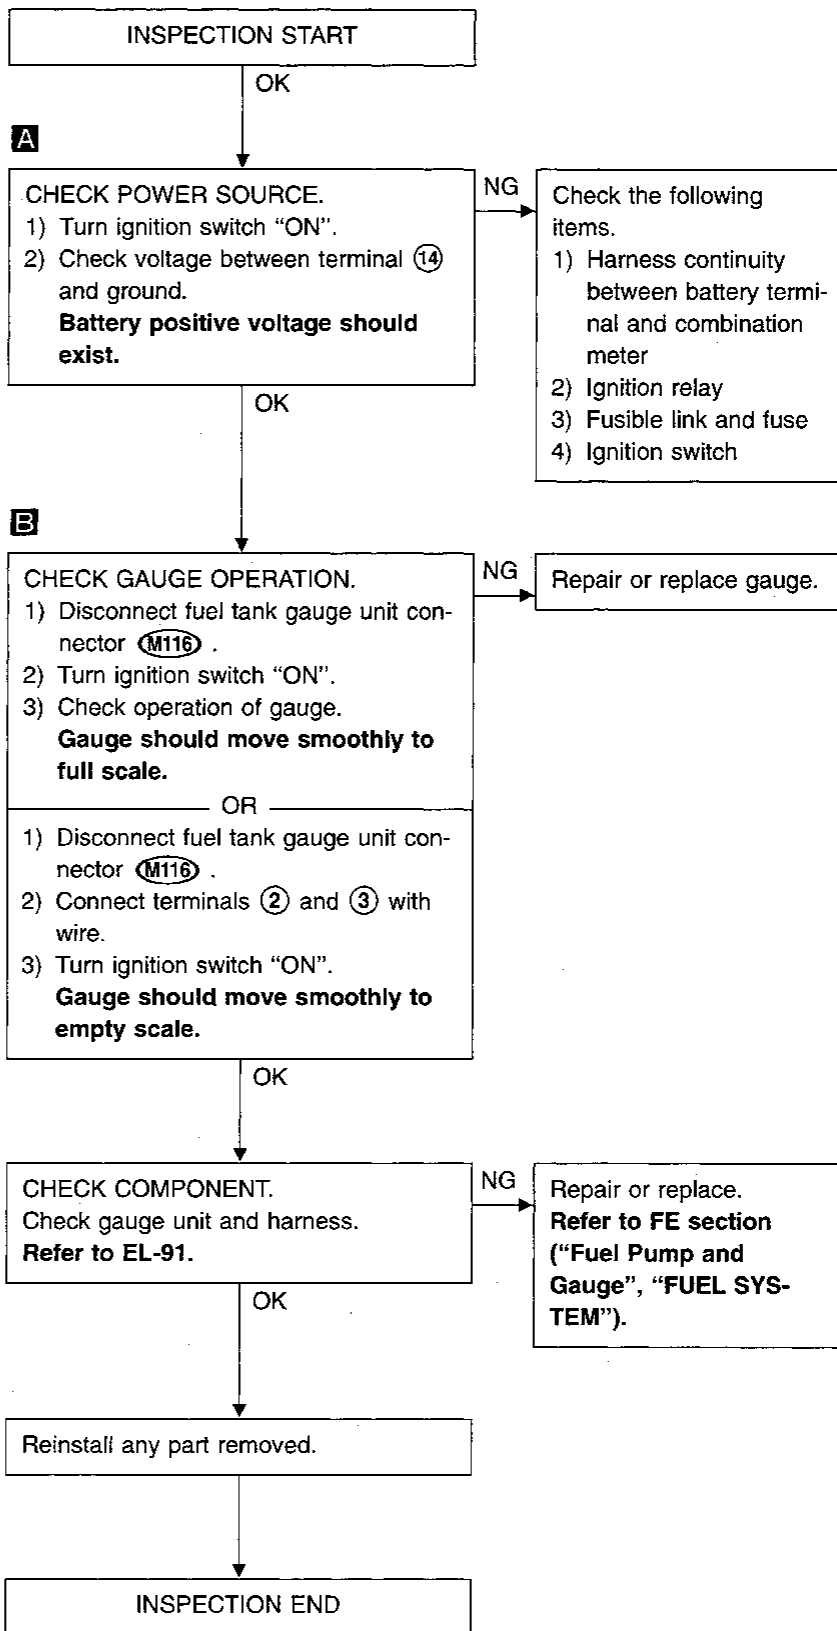 INSPECTION START
OK
A
CHECK POWER SOURCE.
1) Turn ignition switch “ON”.
2) Check voltage between terminal 14
and ground.
Battery positive voltage should
exist.
NG
Check the following
items.
1) Harness continuity
between battery termi-
nal and combination
meter
2) Ignition relay
3) Fusible link and fuse
4) Ignition switch
OK
B
CHECK GAUGE OPERATION.
1) Disconnect fuel tank gauge unit con-
nector M116 .
2) Turn ignition switch “ON”.
3) Check operation of gauge.
Gauge should move smoothly to
full scale.
OR
1) Disconnect fuel tank gauge unit con-
nector M116 .
2) Connect terminals 2 and 3 with
wire.
3) Turn ignition switch “ON”.
Gauge should move smoothly to
empty scale.
NG
Repair or replace gauge.
OK
CHECK COMPONENT.
Check gauge unit and harness.
Refer to EL-91.
NG
Repair or replace.
Refer to FE section
(“Fuel Pump and
Gauge”, “FUEL SYS-
TEM”).
OK
Reinstall any part removed.
INSPECTION END